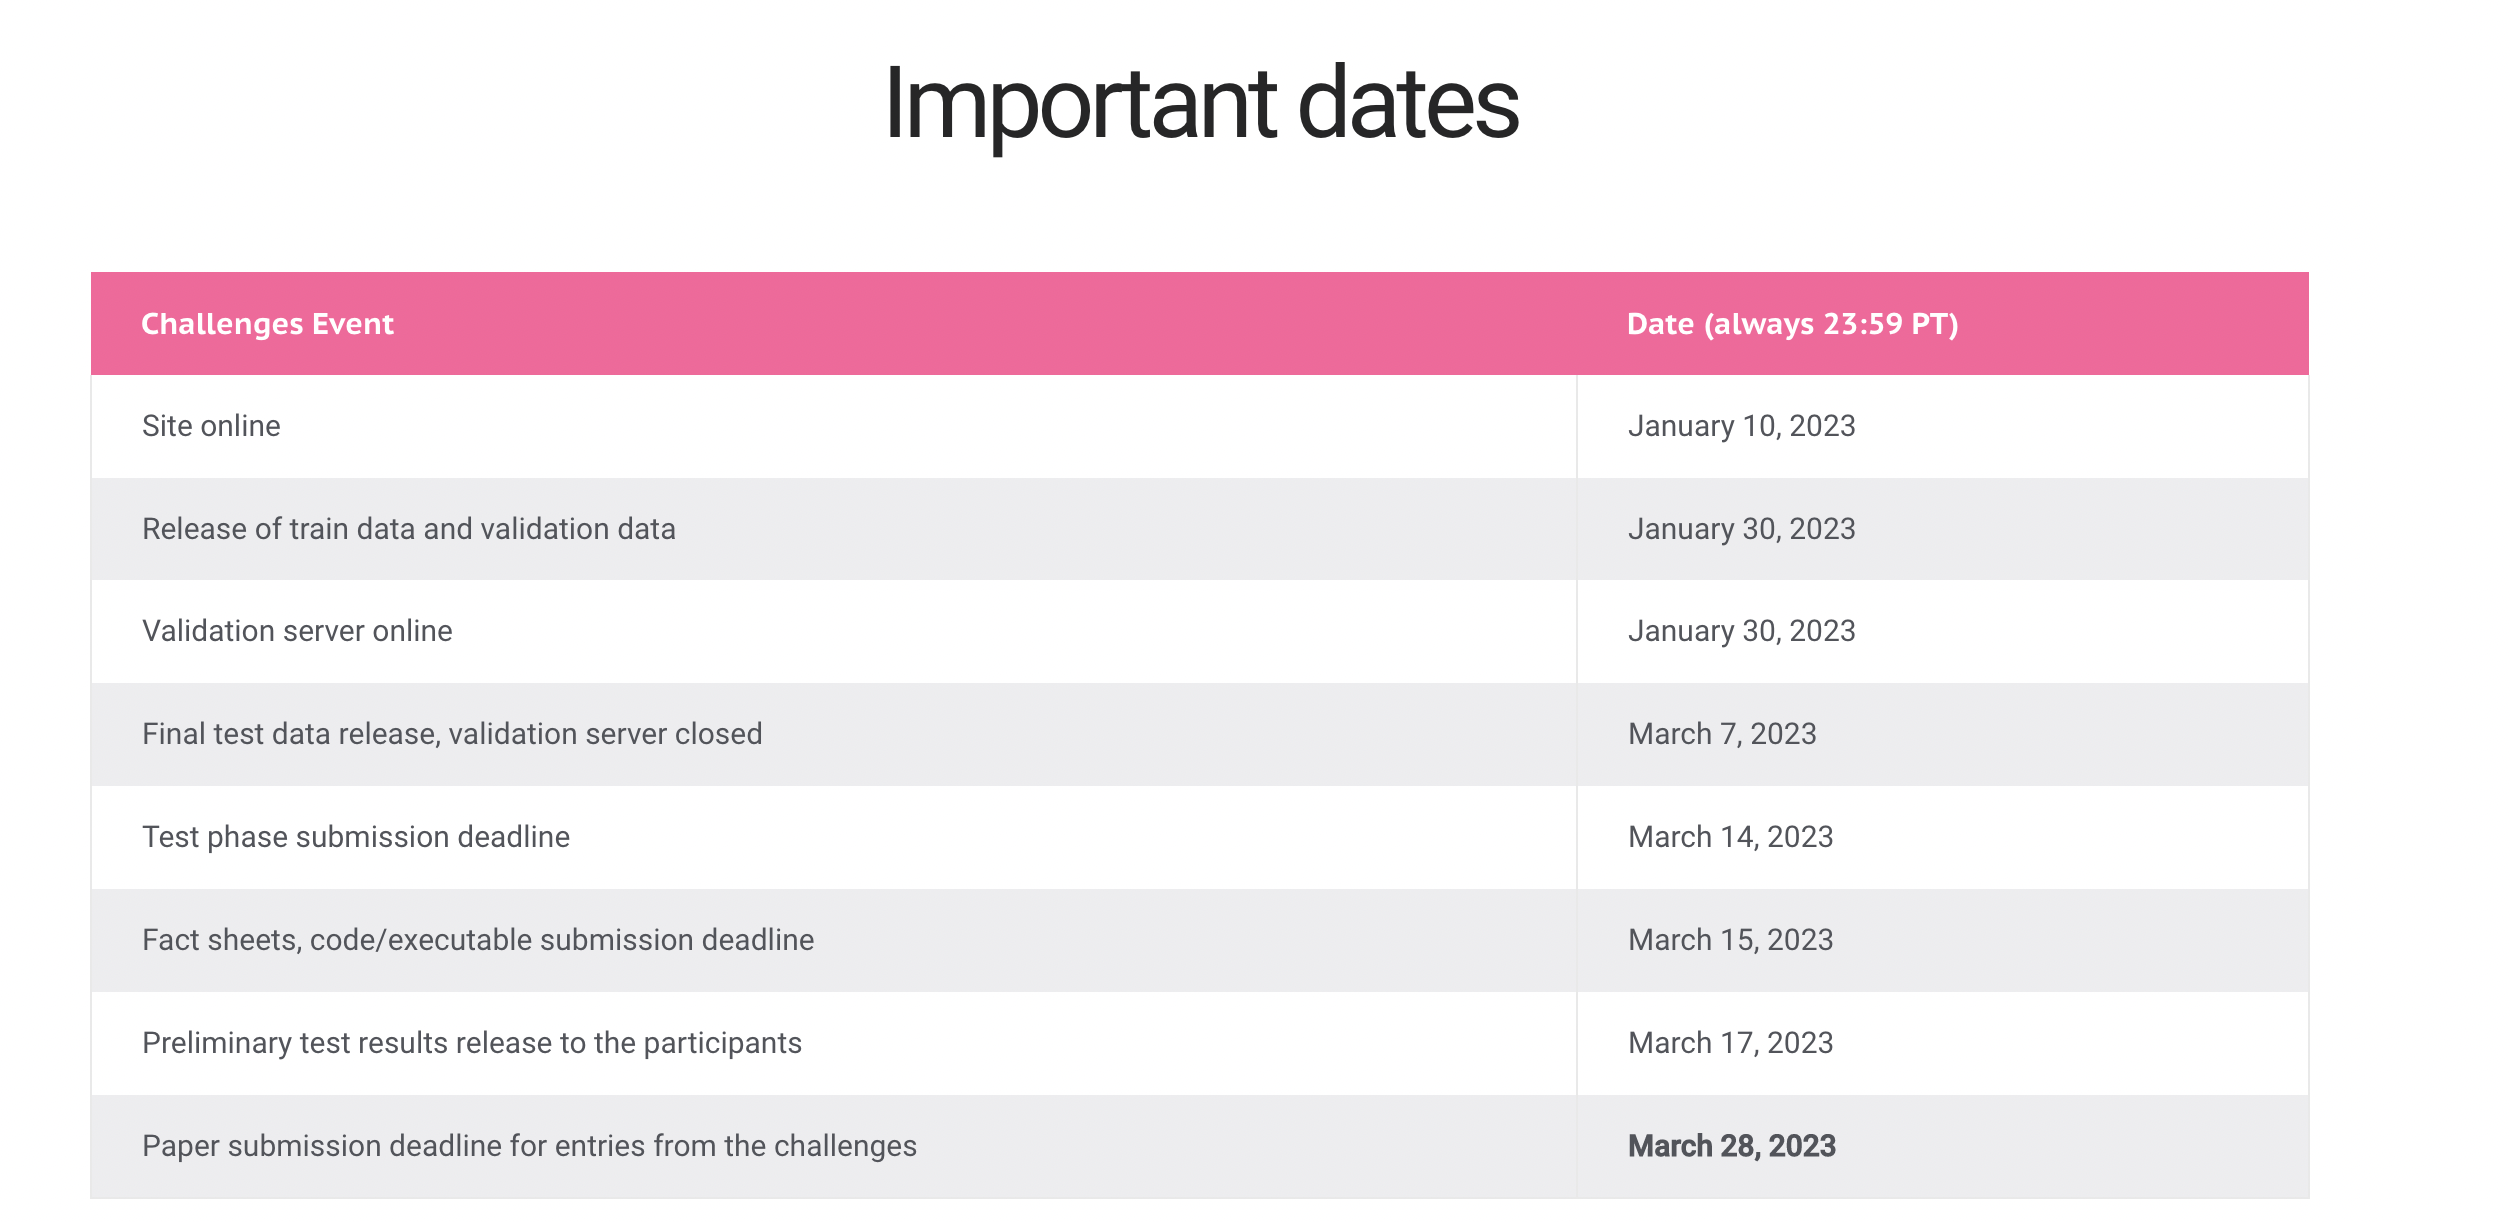 Important dates
Challenges Event Date (always 23:59 PT)
Site online January 10, 2023
Release of train data and validation data January 30, 2023
Validation server online January 30, 2023
Final test data release, validation server closed March 7, 2023
Test phase submission deadline March 14, 2023
Fact sheets, code/executable submission deadline March 15, 2023
Preliminary test results release to the participants March 17, 2023
Paper submission deadline for entries from the challenges March 28, 2023